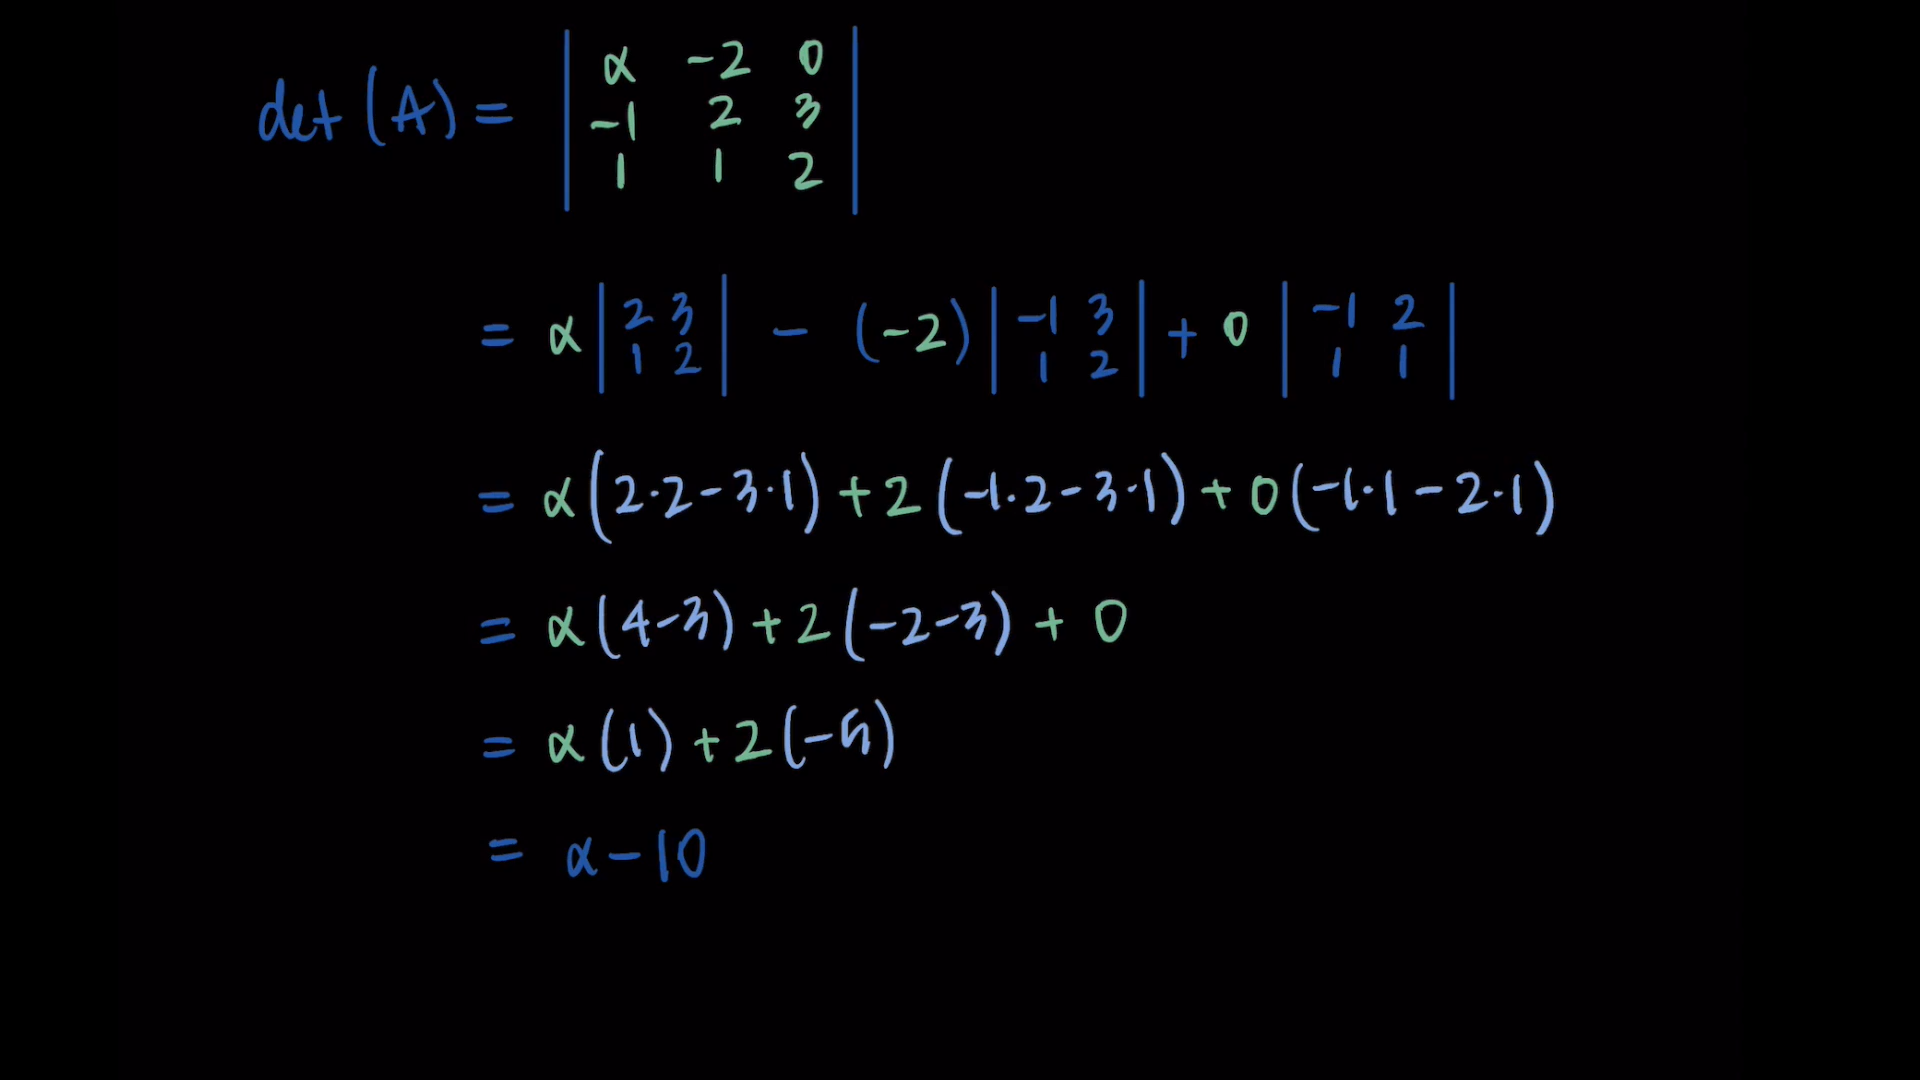 det (A) = | α -2 0 |
| -1 2 3 |
| 1 1 2 |
= α | 2 3 | - (-2) | -1 3 | + 0 | -1 2 |
| 1 2 | | 1 2 | | 1 1 |
= α (2·2 - 3·1) + 2 (-1·2 - 3·1) + 0 (-1·1 - 2·1)
= α (4-3) + 2 (-2-3) + 0
= α (1) + 2 (-5)
= α - 10